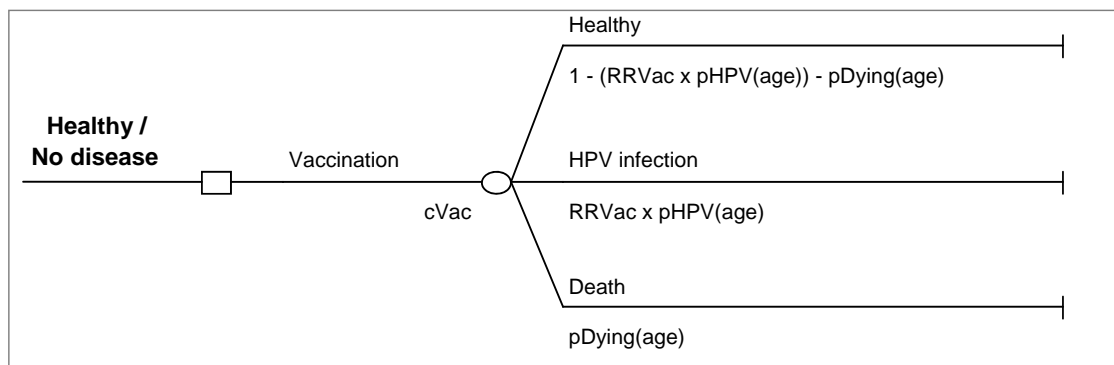 Healthy
1 - (RRVac x pHPV(age)) - pDying(age)
Healthy /
No disease
Vaccination
HPV infection
cVac
RRVac x pHPV(age)
Death
pDying(age)